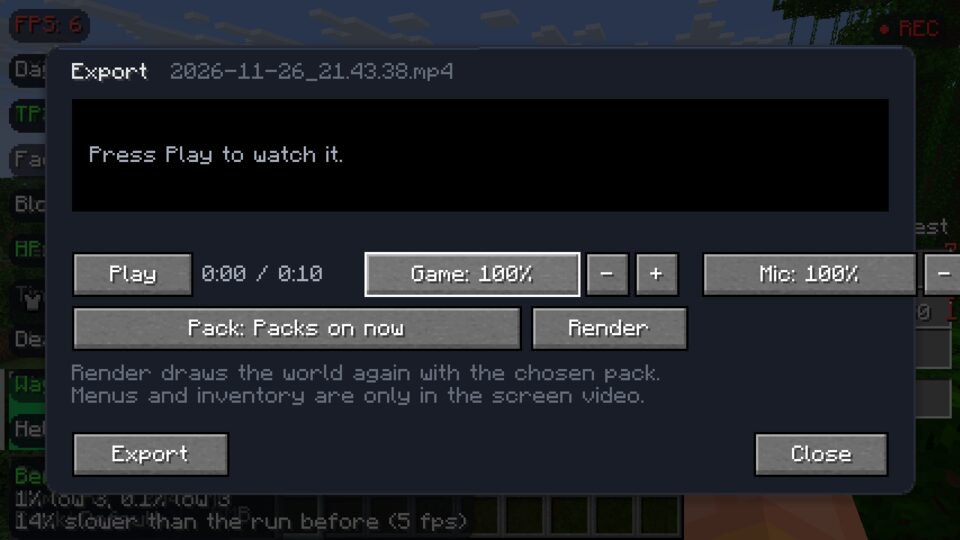 FPS: 6
REC
Export 2026-11-26_21.43.38.mp4
Press Play to watch it.
Play 0:00 / 0:10 Game: 100% - + Mic: 100% -
Pack: Packs on now Render
Render draws the world again with the chosen pack.
Menus and inventory are only in the screen video.
Export Close
1% low 3, 0.1% low 3
14% slower than the run before (5 fps)